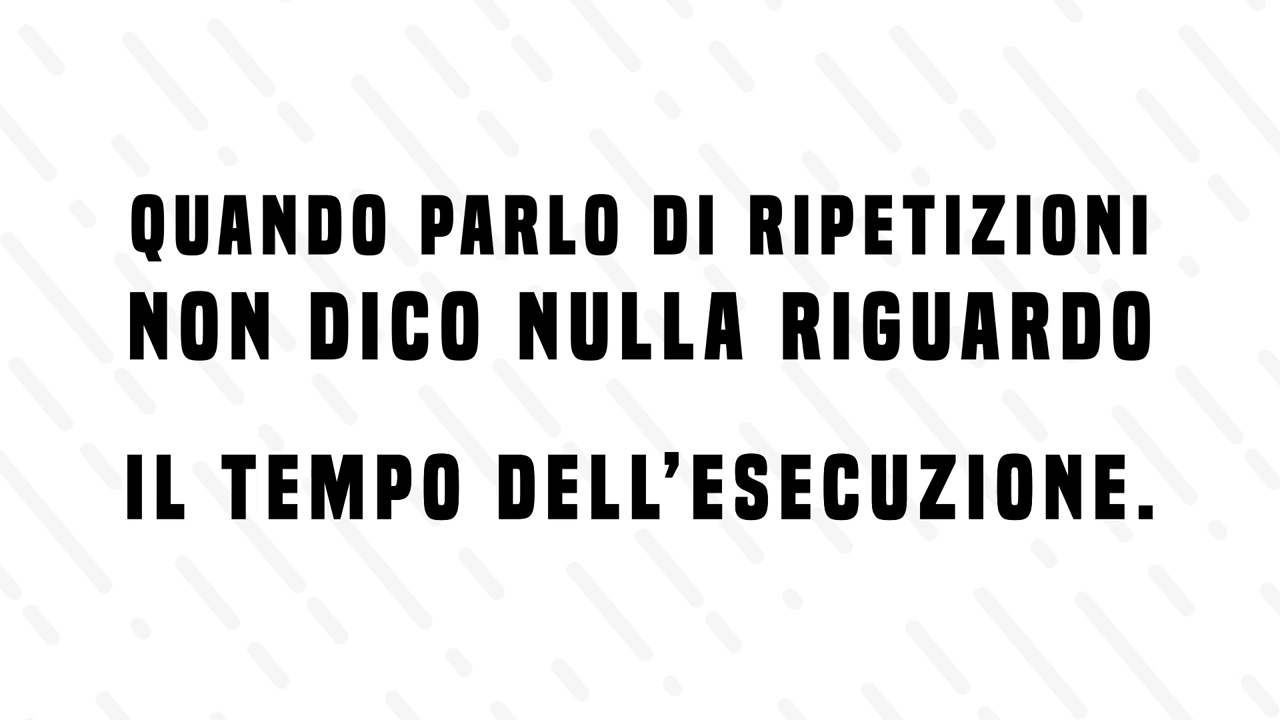 QUANDO PARLO DI RIPETIZIONI
NON DICO NULLA RIGUARDO
IL TEMPO DELL’ESECUZIONE.